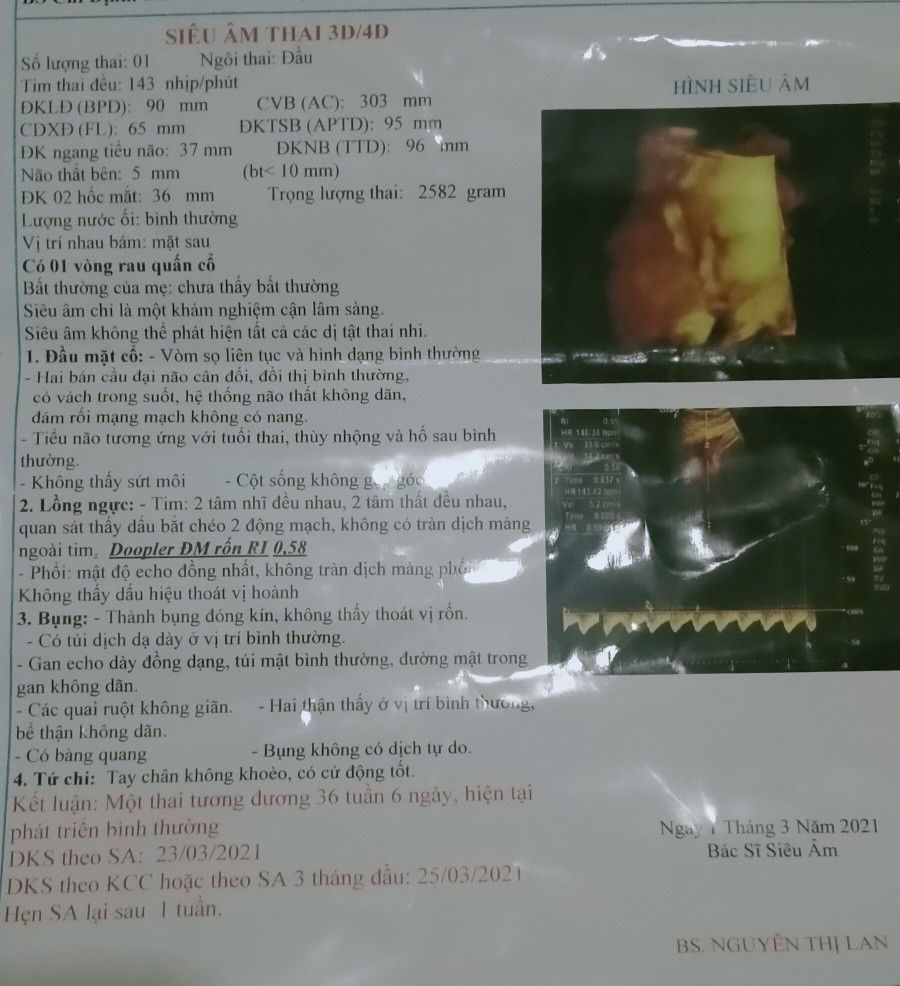 SIÊU ÂM THAI 3D/4D
Số lượng thai: 01 Ngôi thai: Đầu
Tim thai đều: 143 nhịp/phút
ĐKLĐ (BPD): 90 mm CVB (AC): 303 mm
CDXĐ (FL): 65 mm ĐKTSB (APTD): 95 mm
ĐK ngang tiểu não: 37 mm ĐKNB (TTD): 96 mm
Não thất bên: 5 mm (bt< 10 mm)
ĐK 02 hốc mắt: 36 mm Trọng lượng thai: 2582 gram
Lượng nước ối: bình thường
Vị trí nhau bám: mặt sau
Có 01 vòng rau quấn cổ
Bất thường của mẹ: chưa thấy bất thường
Siêu âm chỉ là một khám nghiệm cận lâm sàng.
Siêu âm không thể phát hiện tất cả các dị tật thai nhi.
1. Đầu mặt cổ: - Vòm sọ liên tục và hình dạng bình thường
- Hai bán cầu đại não cân đối, đồi thị bình thường,
có vách trong suốt, hệ thống não thất không dãn,
đám rối mạng mạch không có nang.
- Tiểu não tương ứng với tuổi thai, thùy nhộng và hố sau bình
thường.
- Không thấy sứt môi - Cột sống không
2. Lồng ngực: - Tim: 2 tâm nhĩ đều nhau, 2 tâm thất đều nhau,
quan sát thấy dấu bắt chéo 2 động mạch, không có tràn dịch màng
ngoài tim. Doopler ĐM rốn RI 0,58
- Phổi: mật độ echo đồng nhất, không tràn dịch màng phổi
Không thấy dấu hiệu thoát vị hoành
3. Bụng: - Thành bụng đóng kín, không thấy thoát vị rốn.
- Có túi dịch dạ dày ở vị trí bình thường.
- Gan echo dày đồng dạng, túi mật bình thường, đường mật trong
gan không dãn.
- Các quai ruột không giãn. - Hai thận thấy ở vị trí bình thường,
bể thận không dãn.
- Có bàng quang - Bụng không có dịch tự do.
4. Tứ chi: Tay chân không khoèo, có cử động tốt.
Kết luận: Một thai tương đương 36 tuần 6 ngày, hiện tại
phát triển bình thường
DKS theo SA: 23/03/2021
DKS theo KCC hoặc theo SA 3 tháng đầu: 25/03/2021
Hẹn SA lại sau 1 tuần.
HÌNH SIÊU ÂM
RI
HR 146.34 bpm
Ngày 1 Tháng 3 Năm 2021
Bác Sĩ Siêu Âm
BS. NGUYỄN THỊ LAN